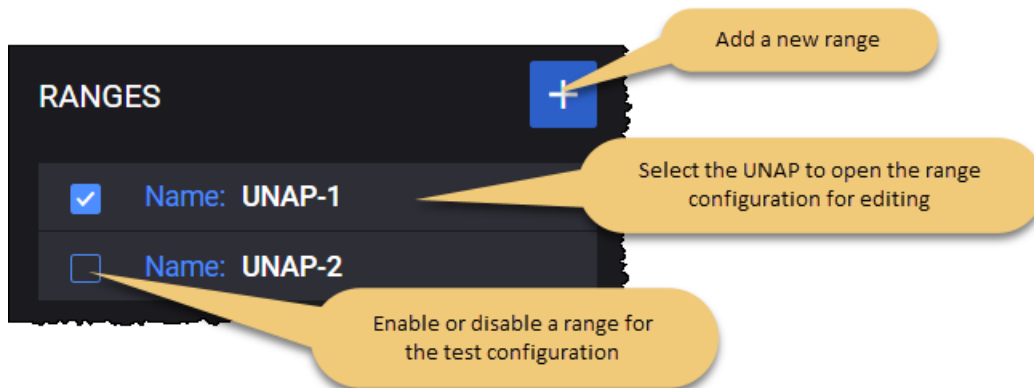 Add a new range
RANGES
Select the UNAP to open the range
configuration for editing
Name: UNAP-1
Name: UNAP-2
Enable or disable a range for
the test configuration